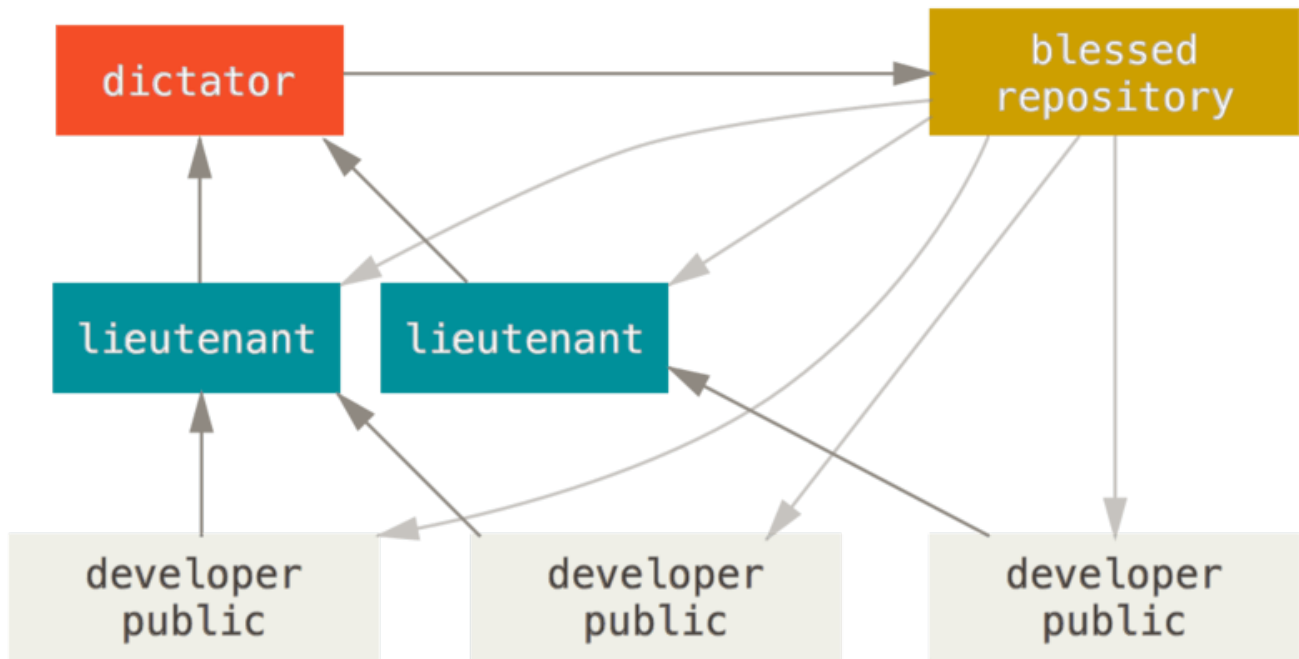 dictator
blessed
repository
lieutenant
lieutenant
developer
public
developer
public
developer
public